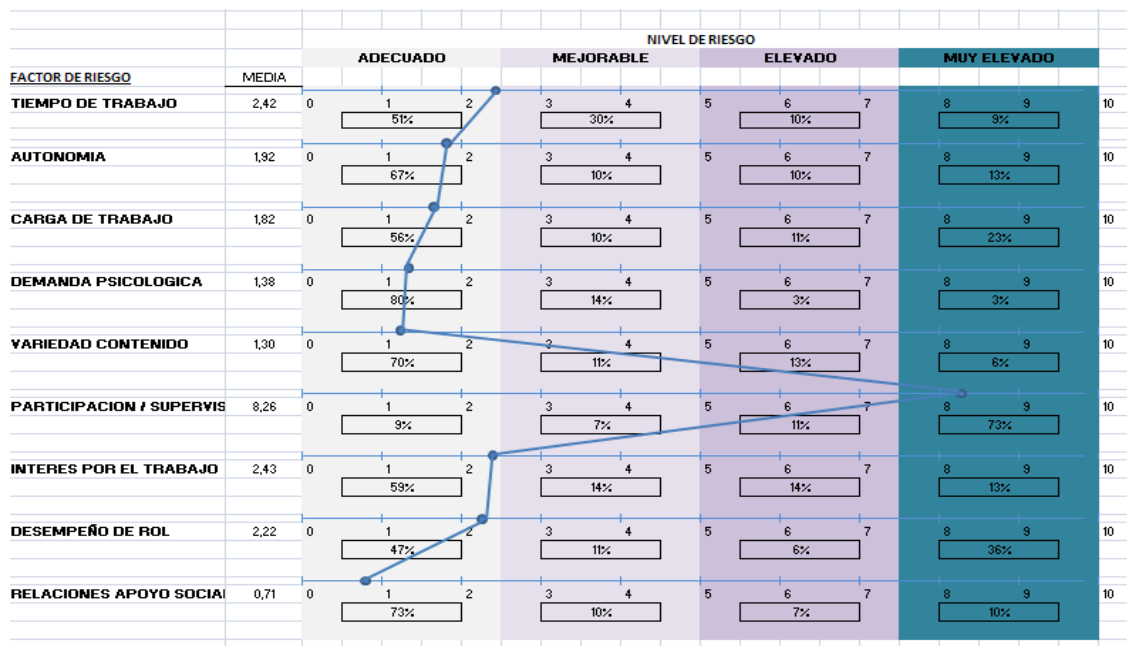 NIVEL DE RIESGO
ADECUADO MEJORABLE ELEVADO MUY ELEVADO
FACTOR DE RIESGO MEDIA
TIEMPO DE TRABAJO 2,42 0 1 2 3 4 5 6 7 8 9 10
51% 30% 10% 9%
AUTONOMIA 1,92 0 1 2 3 4 5 6 7 8 9 10
67% 10% 10% 13%
CARGA DE TRABAJO 1,82 0 1 2 3 4 5 6 7 8 9 10
56% 10% 11% 23%
DEMANDA PSICOLOGICA 1,38 0 1 2 3 4 5 6 7 8 9 10
80% 14% 3% 3%
VARIEDAD CONTENIDO 1,30 0 1 2 3 4 5 6 7 8 9 10
70% 11% 13% 6%
PARTICIPACION / SUPERVIS 8,26 0 1 2 3 4 5 6 7 8 9 10
9% 7% 11% 73%
INTERES POR EL TRABAJO 2,43 0 1 2 3 4 5 6 7 8 9 10
59% 14% 14% 13%
DESEMPEÑO DE ROL 2,22 0 1 2 3 4 5 6 7 8 9 10
47% 11% 6% 36%
RELACIONES APOYO SOCIAL 0,71 0 1 2 3 4 5 6 7 8 9 10
73% 10% 7% 10%